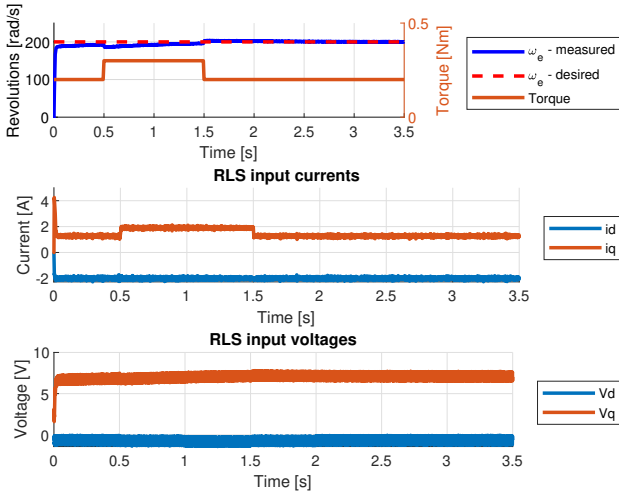 Revolutions [rad/s]
200
100
0
0
0.5
1
1.5
2
2.5
3
3.5
Time [s]
0.5
0
Torque [Nm]
ω_e - measured
ω_e - desired
Torque
RLS input currents
Current [A]
4
2
0
-2
0
0.5
1
1.5
2
2.5
3
3.5
Time [s]
id
iq
RLS input voltages
Voltage [V]
10
5
0
0
0.5
1
1.5
2
2.5
3
3.5
Time [s]
Vd
Vq